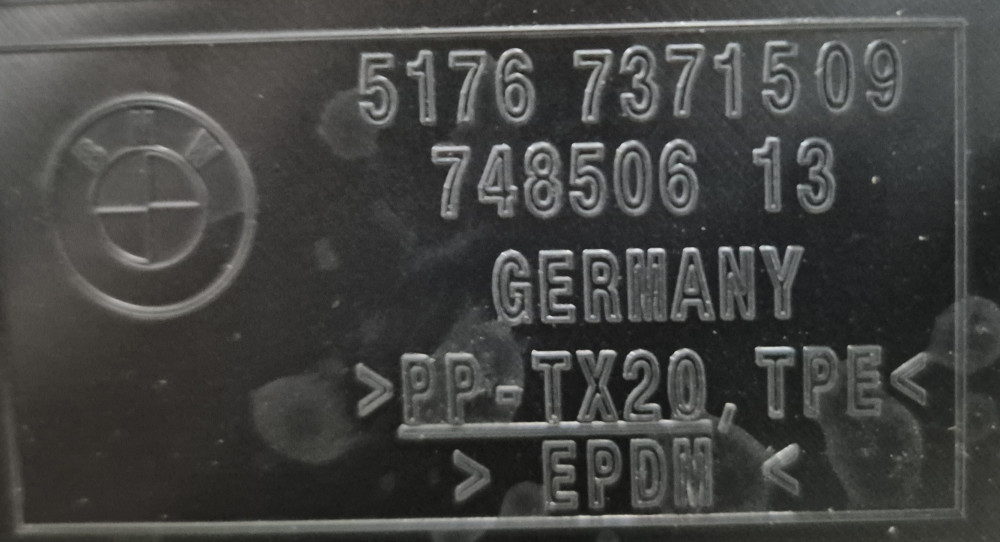 5176 7371509
748506 13
GERMANY
>PP-TX20,TPE<
> EPDM <